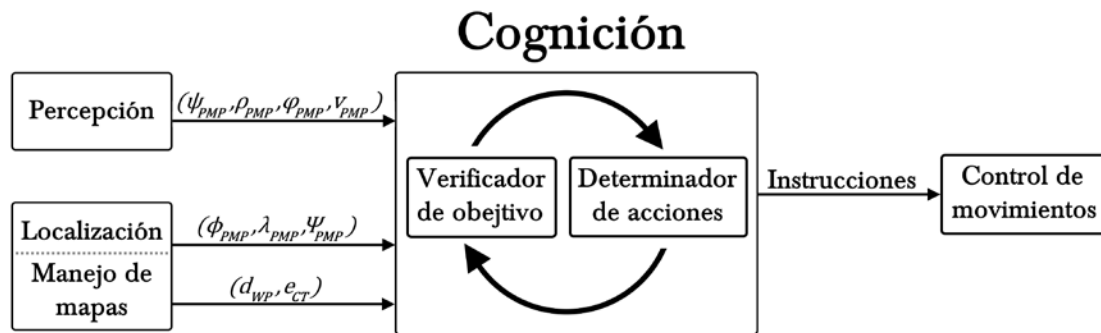 Cognición
Percepción
(ψPMP,ρPMP,φPMP,vPMP)
Verificador
de obejtivo
Determinador
de acciones
Instrucciones
Control de
movimientos
Localización
(ϕPMP,λPMP,ΨPMP)
Manejo de
mapas
(dWP,eCT)